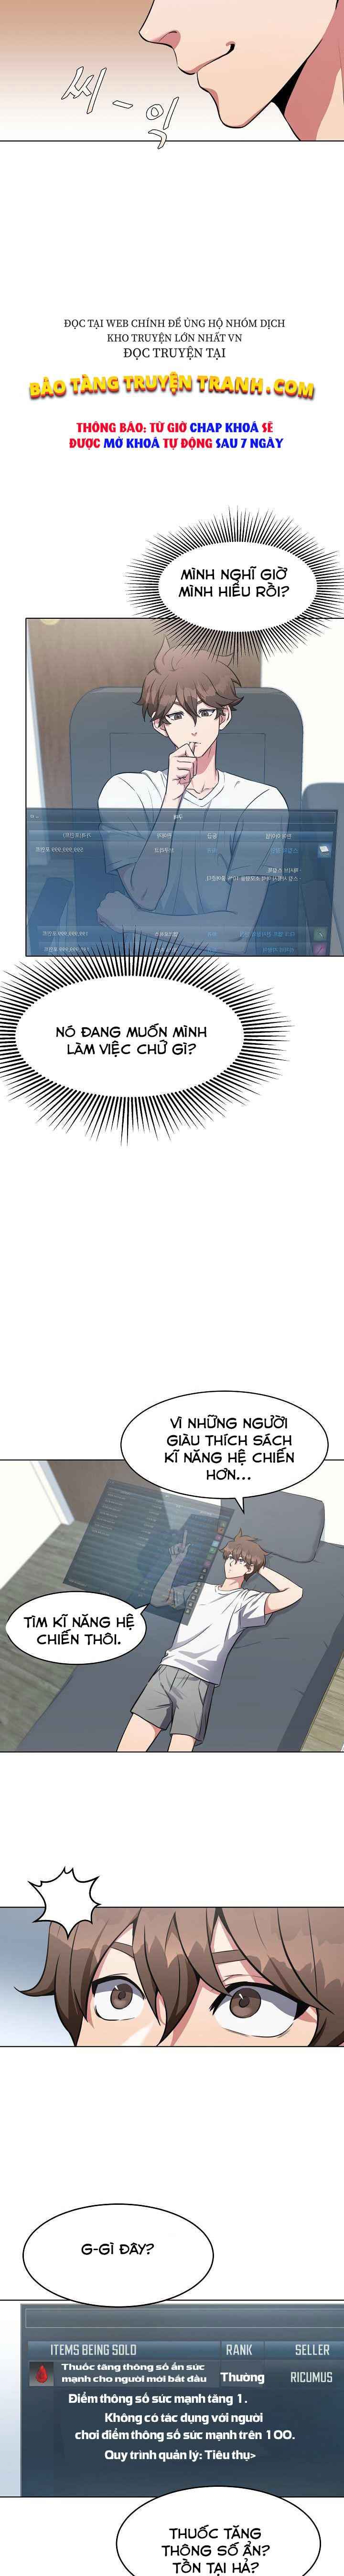 씨-익
ĐỌC TẠI WEB CHÍNH ĐỂ ỦNG HỘ NHÓM DỊCH
KHO TRUYỆN LỚN NHẤT VN
ĐỌC TRUYỆN TẠI
BẢO TÀNG TRUYỆN TRANH.COM
THÔNG BÁO: TỪ GIỜ CHAP KHOÁ SẼ
ĐƯỢC MỞ KHOÁ TỰ ĐỘNG SAU 7 NGÀY
MÌNH NGHĨ GIỜ
MÌNH HIỂU RỒI?
NÓ ĐANG MUỐN MÌNH
LÀM VIỆC CHỨ GÌ?
VÌ NHỮNG NGƯỜI
GIÀU THÍCH SÁCH
KĨ NĂNG HỆ CHIẾN
HƠN...
TÌM KĨ NĂNG HỆ
CHIẾN THÔI.
G-GÌ ĐÂY?
ITEMS BEING SOLD RANK SELLER
Thuốc tăng thông số ẩn sức
mạnh cho người mới bắt đầu Thường RICUMUS
Điểm thông số sức mạnh tăng 1.
Không có tác dụng với người
chơi điểm thông số sức mạnh trên 100.
Quy trình quản lý: Tiêu thụ>
THUỐC TĂNG
THÔNG SỐ ẨN?
TỒN TẠI HẢ?